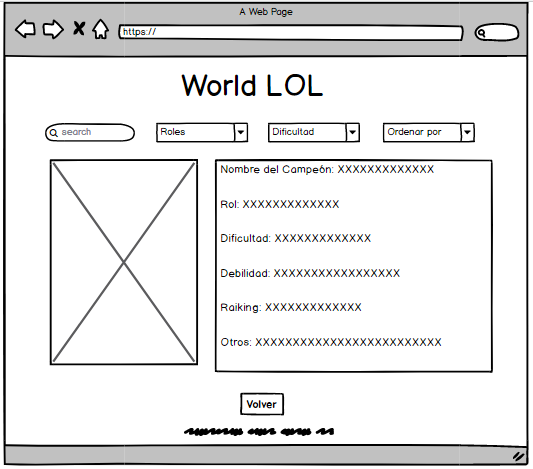 A Web Page
https://
World LOL
search
Roles
Dificultad
Ordenar por
Nombre del Campeón: XXXXXXXXXXXXX
Rol: XXXXXXXXXXXXX
Dificultad: XXXXXXXXXXXXX
Debilidad: XXXXXXXXXXXXXXXXX
Raiking: XXXXXXXXXXXXX
Otros: XXXXXXXXXXXXXXXXXXXXXXXXX
Volver